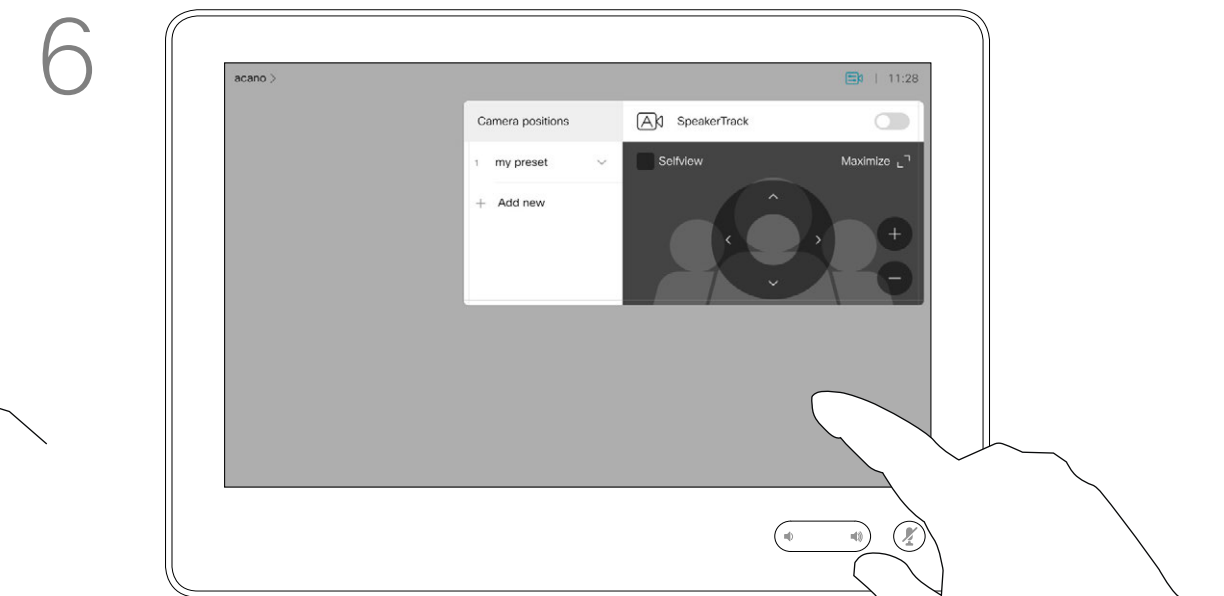 6
acano >
| 11:28
Camera positions
A SpeakerTrack
1 my preset
Selfview
Maximize
+ Add new
+
−